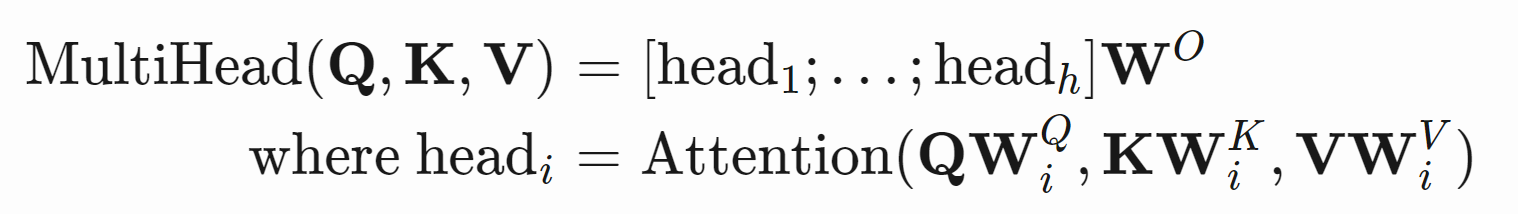 MultiHead(𝐐, 𝐊, 𝐕) = [head₁; …; headₕ]𝐖^O
where headᵢ = Attention(𝐐𝐖ᵢ^Q, 𝐊𝐖ᵢ^K, 𝐕𝐖ᵢ^V)